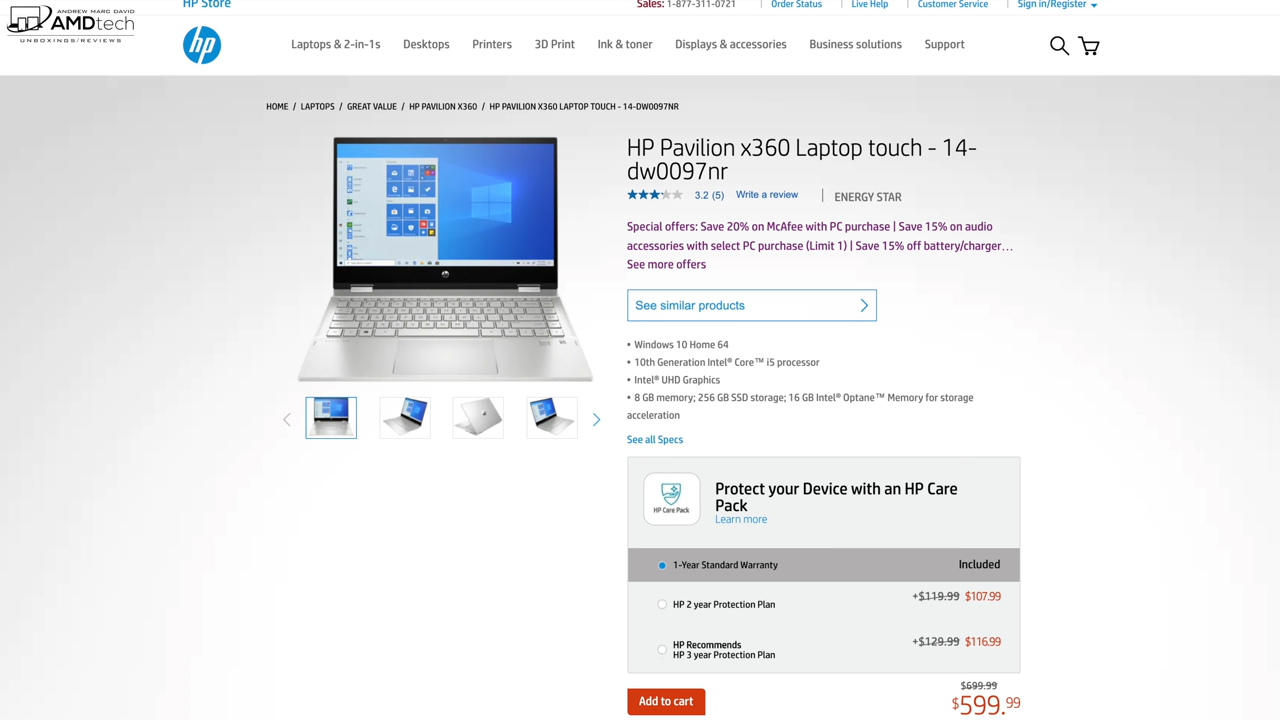 HP Store
Sales: 1-877-311-0721
Order Status
Live Help
Customer Service
Sign in/Register
ANDREW MARC DAVID
AMDtech
UNBOXINGS/REVIEWS
hp
Laptops & 2-in-1s
Desktops
Printers
3D Print
Ink & toner
Displays & accessories
Business solutions
Support
HOME / LAPTOPS / GREAT VALUE / HP PAVILION X360 / HP PAVILION X360 LAPTOP TOUCH - 14-DW0097NR
HP Pavilion x360 Laptop touch - 14-
dw0097nr
3.2 (5) Write a review | ENERGY STAR
Special offers: Save 20% on McAfee with PC purchase | Save 15% on audio
accessories with select PC purchase (Limit 1) | Save 15% off battery/charger…
See more offers
See similar products
• Windows 10 Home 64
• 10th Generation Intel® Core™ i5 processor
• Intel® UHD Graphics
• 8 GB memory; 256 GB SSD storage; 16 GB Intel® Optane™ Memory for storage
acceleration
See all Specs
HP Care Pack
Protect your Device with an HP Care
Pack
Learn more
1-Year Standard Warranty
Included
HP 2 year Protection Plan
+$119.99 $107.99
HP Recommends
HP 3 year Protection Plan
+$129.99 $116.99
Add to cart
$699.99
$599.99